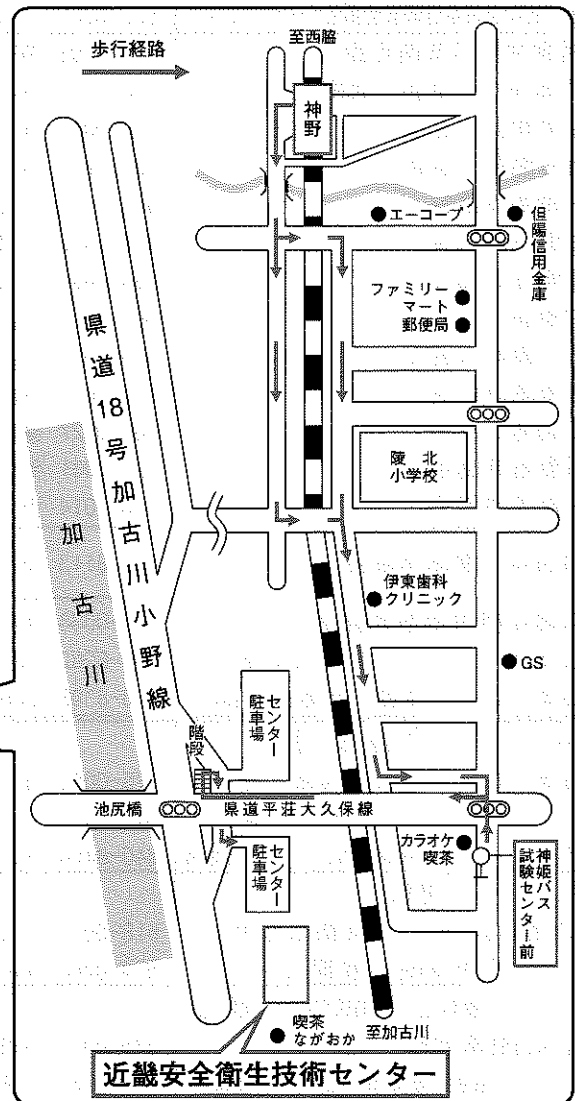 歩行経路
至西脇
神野
エーコープ
但陽信用金庫
ファミリー
マート
郵便局
県道18号加古川小野線
陵北
小学校
加古川
伊東歯科
クリニック
GS
センター
駐車場
階段
池尻橋
県道平荘大久保線
センター
駐車場
カラオケ
喫茶
神姫バス
試験センター前
喫茶
ながおか
至加古川
近畿安全衛生技術センター